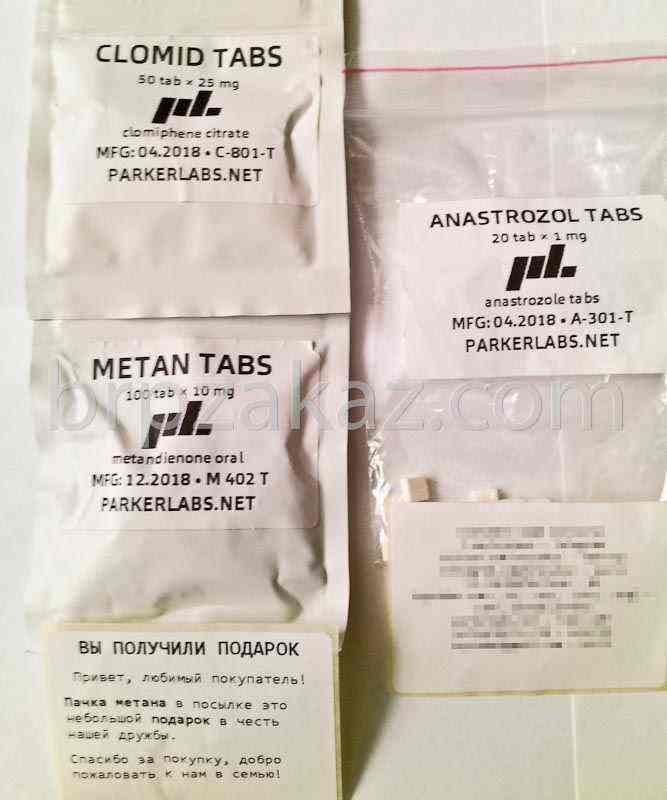 CLOMID TABS
50 tab × 25 mg
pl.
clomiphene citrate
MFG: 04.2018 • C-801-T
PARKERLABS.NET
ANASTROZOL TABS
20 tab × 1 mg
pl.
anastrozole tabs
MFG: 04.2018 • A-301-T
PARKERLABS.NET
METAN TABS
100 tab × 10 mg
pl.
metandienone oral
MFG: 12.2018 • M 402 T
PARKERLABS.NET
brpzakaz.com
ВЫ ПОЛУЧИЛИ ПОДАРОК
Привет, любимый покупатель!
Пачка метана в посылке это
небольшой подарок в честь
нашей дружбы.
Спасибо за покупку, добро
пожаловать к нам в семью!